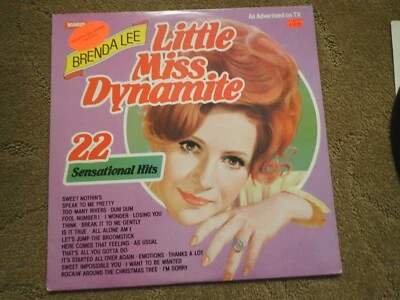 An Advertised on T.V.
BRENDA LEE
Little
Miss
Dynamite
22
Sensational Hits
SWEET NOTHIN'S
SPEAK TO ME PRETTY
TOO MANY RIVERS · DUM DUM
FOOL NUMBER 1 · I WONDER · LOSING YOU
THINK · BREAK IT TO ME GENTLY
IS IT TRUE · ALL ALONE AM I
LET'S JUMP THE BROOMSTICK
HERE COMES THAT FEELING · AS USUAL
THAT'S ALL YOU GOTTA DO
IT'S STARTED ALL OVER AGAIN · EMOTIONS · THANKS A LOT
SWEET IMPOSSIBLE YOU · I WANT TO BE WANTED
ROCKIN' AROUND THE CHRISTMAS TREE · I'M SORRY